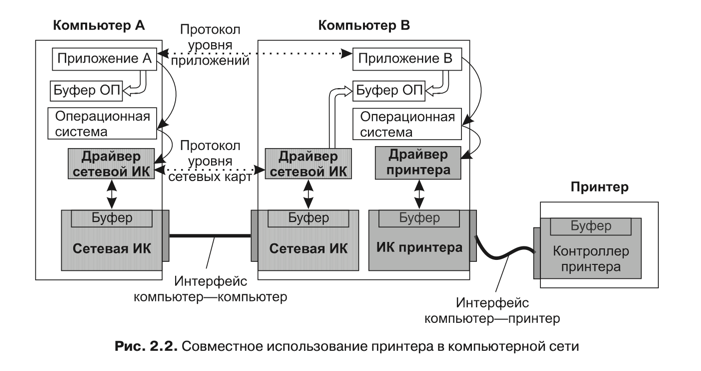 Компьютер А
Компьютер В
Протокол
уровня
приложений
Приложение А
Приложение В
Буфер ОП
Буфер ОП
Операционная
система
Операционная
система
Протокол
уровня
сетевых карт
Драйвер
сетевой ИК
Драйвер
сетевой ИК
Драйвер
принтера
Принтер
Буфер
Сетевая ИК
Буфер
Сетевая ИК
Буфер
ИК принтера
Буфер
Контроллер
принтера
Интерфейс
компьютер—компьютер
Интерфейс
компьютер—принтер
Рис. 2.2. Совместное использование принтера в компьютерной сети